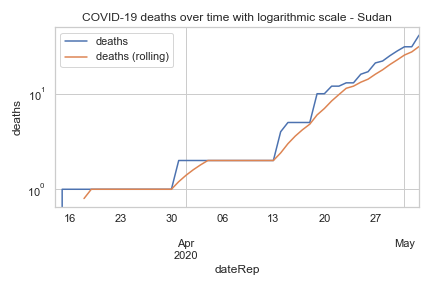 COVID-19 deaths over time with logarithmic scale - Sudan
deaths
deaths (rolling)
deaths
10¹
10⁰
16 23 30 06 13 20 27
Apr May
2020
dateRep